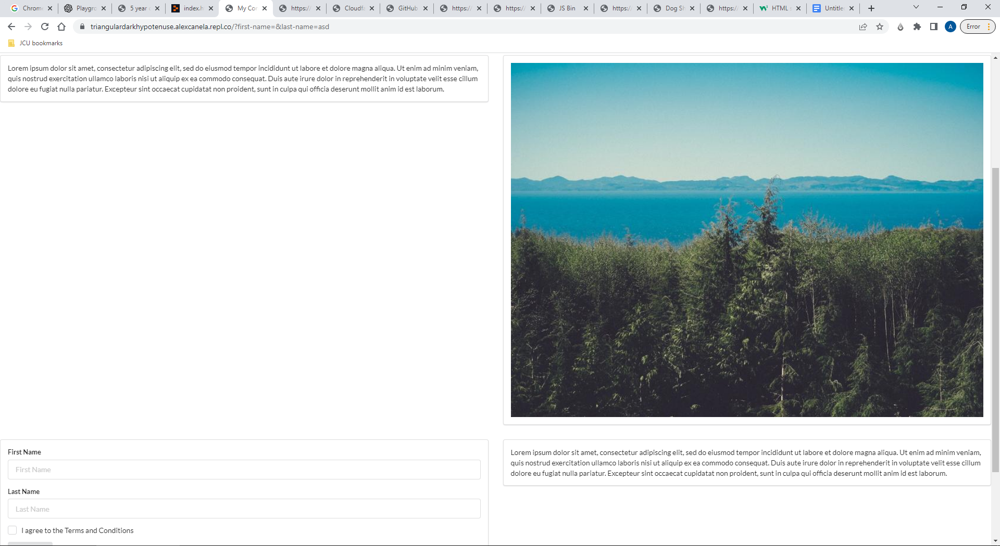 Chrom
Playgro
5 year
index.h
My Cor
https:/
Cloudfa
GitHub
https:/
https:/
JS Bin
https:/
Dog Sh
https:/
HTML
Untitle
triangulardarkhypotenuse.alexcanela.repl.co/?first-name=&last-name=asd
A
Error
JCU bookmarks
Lorem ipsum dolor sit amet, consectetur adipiscing elit, sed do eiusmod tempor incididunt ut labore et dolore magna aliqua. Ut enim ad minim veniam,
quis nostrud exercitation ullamco laboris nisi ut aliquip ex ea commodo consequat. Duis aute irure dolor in reprehenderit in voluptate velit esse cillum
dolore eu fugiat nulla pariatur. Excepteur sint occaecat cupidatat non proident, sunt in culpa qui officia deserunt mollit anim id est laborum.
First Name
First Name
Last Name
Last Name
I agree to the Terms and Conditions
Lorem ipsum dolor sit amet, consectetur adipiscing elit, sed do eiusmod tempor incididunt ut labore et dolore magna aliqua. Ut enim ad minim veniam,
quis nostrud exercitation ullamco laboris nisi ut aliquip ex ea commodo consequat. Duis aute irure dolor in reprehenderit in voluptate velit esse cillum
dolore eu fugiat nulla pariatur. Excepteur sint occaecat cupidatat non proident, sunt in culpa qui officia deserunt mollit anim id est laborum.